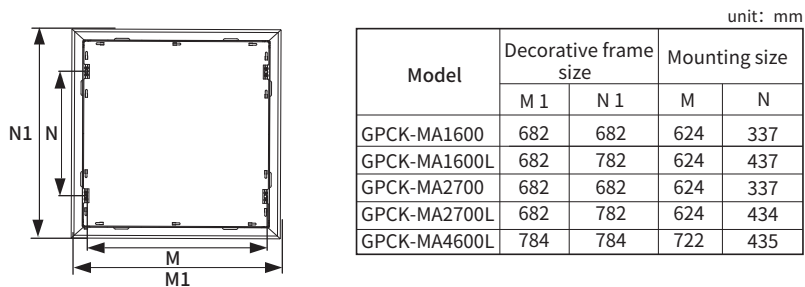 unit: mm
N1 N
M
M1
Model Decorative frame size Mounting size
M 1 N 1 M N
GPCK-MA1600 682 682 624 337
GPCK-MA1600L 682 782 624 437
GPCK-MA2700 682 682 624 337
GPCK-MA2700L 682 782 624 434
GPCK-MA4600L 784 784 722 435